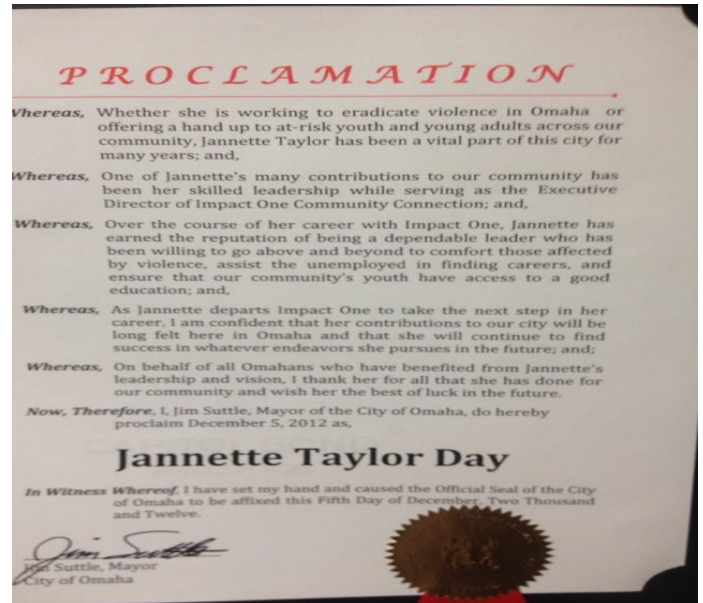 PROCLAMATION
Whereas, Whether she is working to eradicate violence in Omaha or
offering a hand up to at-risk youth and young adults across our
community, Jannette Taylor has been a vital part of this city for
many years; and,
Whereas, One of Jannette's many contributions to our community has
been her skilled leadership while serving as the Executive
Director of Impact One Community Connection; and,
Whereas, Over the course of her career with Impact One, Jannette has
earned the reputation of being a dependable leader who has
been willing to go above and beyond to comfort those affected
by violence, assist the unemployed in finding careers, and
ensure that our community's youth have access to a good
education; and,
Whereas, As Jannette departs Impact One to take the next step in her
career, I am confident that her contributions to our city will be
long felt here in Omaha and that she will continue to find
success in whatever endeavors she pursues in the future; and;
Whereas, On behalf of all Omahans who have benefited from Jannette's
leadership and vision, I thank her for all that she has done for
our community and wish her the best of luck in the future.
Now, Therefore, I, Jim Suttle, Mayor of the City of Omaha, do hereby
proclaim December 5, 2012 as,
Jannette Taylor Day
In Witness Whereof, I have set my hand and caused the Official Seal of the City
of Omaha to be affixed this Fifth Day of December, Two Thousand
and Twelve.
Jim Suttle
Jim Suttle, Mayor
City of Omaha